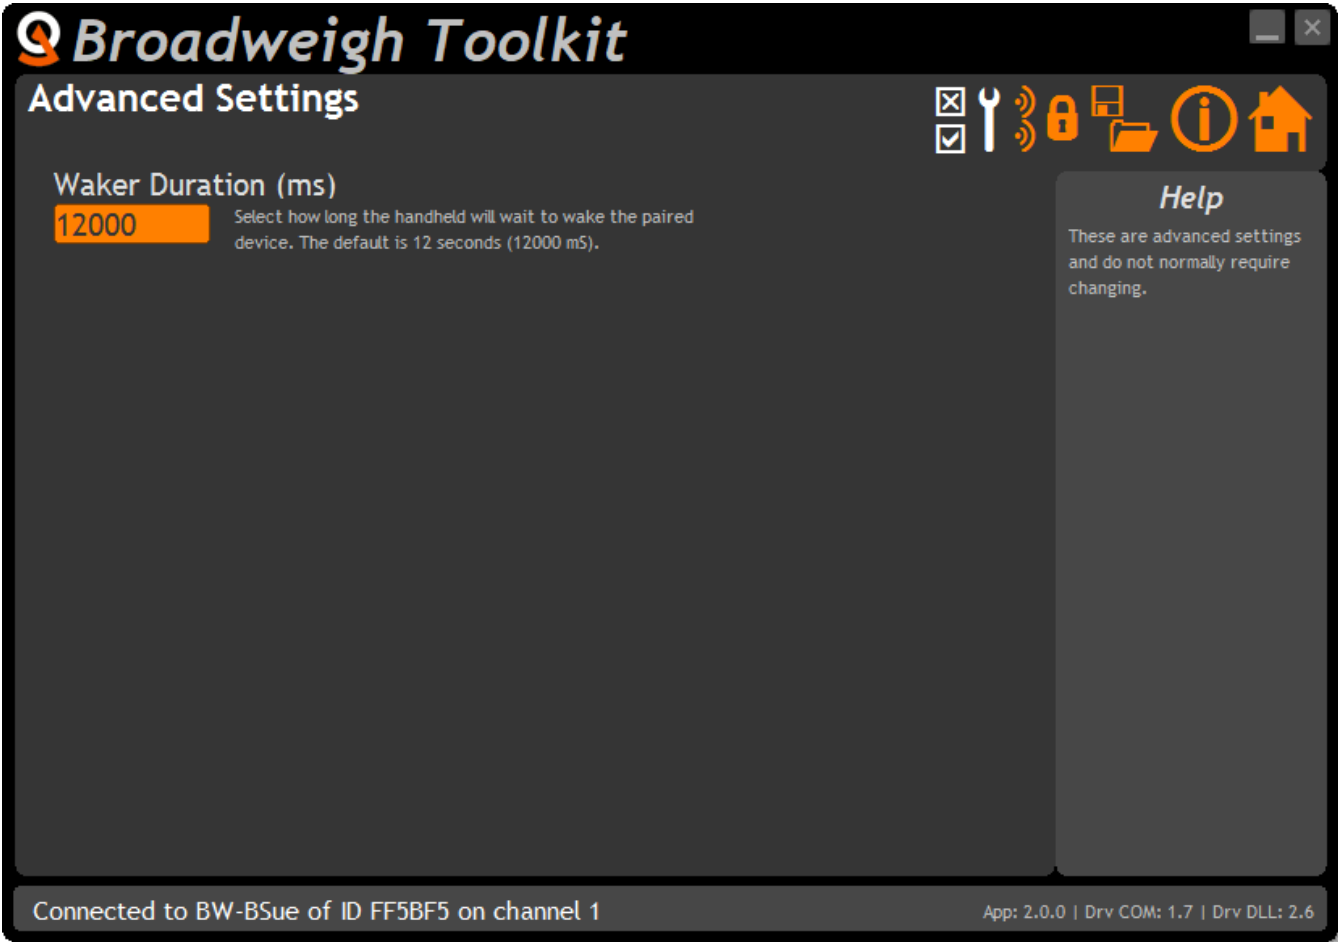 Broadweigh Toolkit
Advanced Settings
Waker Duration (ms)
12000
Select how long the handheld will wait to wake the paired
device. The default is 12 seconds (12000 mS).
Help
These are advanced settings
and do not normally require
changing.
Connected to BW-BSue of ID FF5BF5 on channel 1
App: 2.0.0 | Drv COM: 1.7 | Drv DLL: 2.6